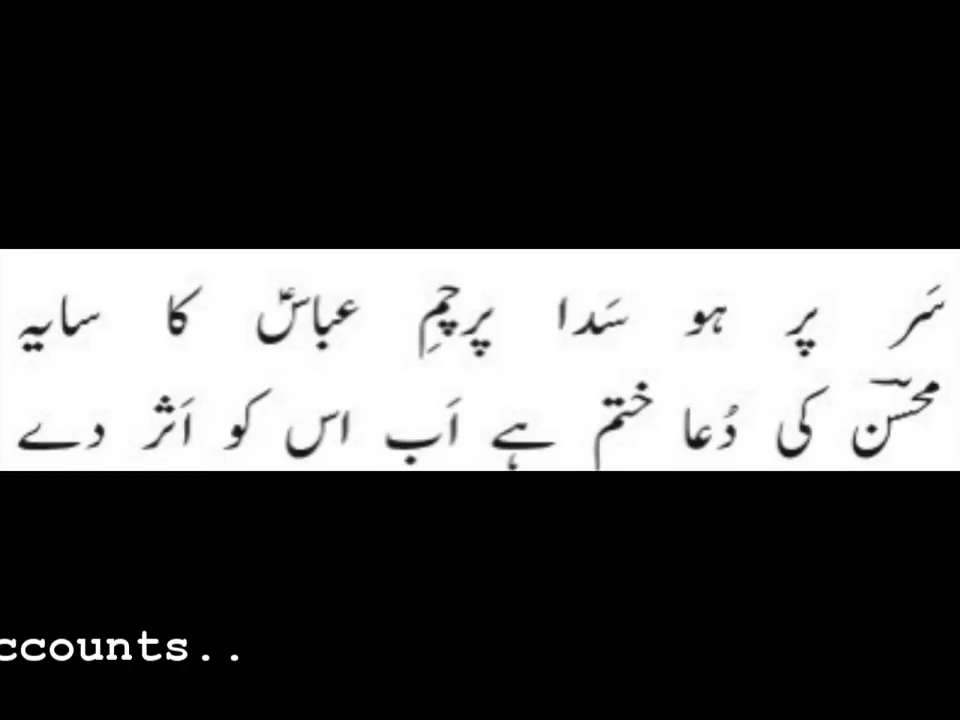 سَر پر ہو سَدا پرچمِ عباسؑ کا سایہ
محسنؔ کی دُعا ختم ہے اَب اس کو اَثر دے
ccounts..